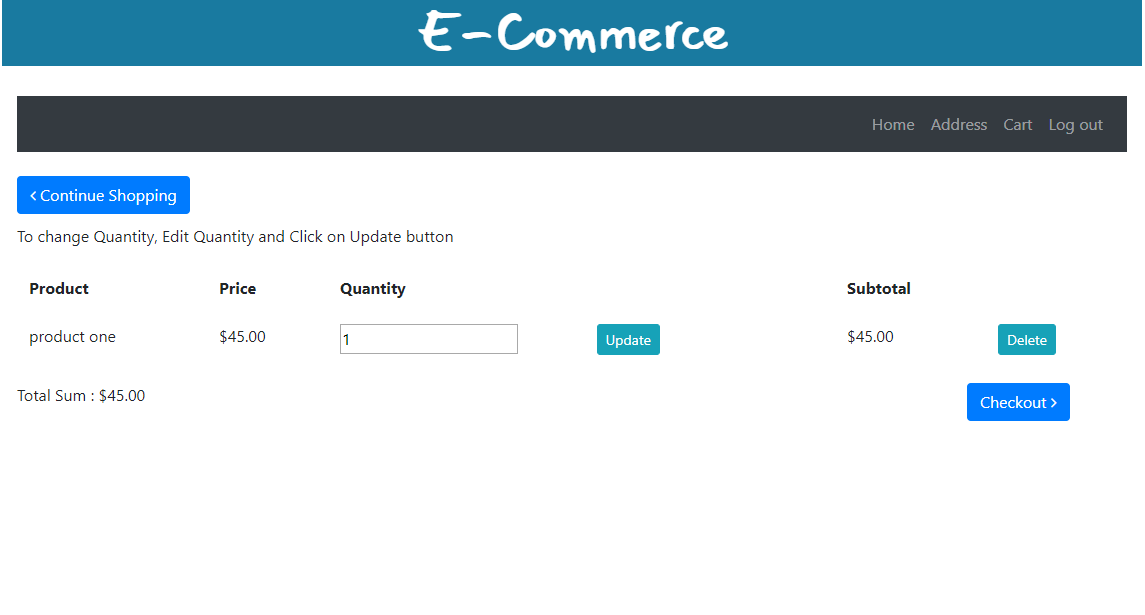 E-Commerce
Home Address Cart Log out
‹ Continue Shopping
To change Quantity, Edit Quantity and Click on Update button
Product Price Quantity Subtotal
product one $45.00 1 Update $45.00 Delete
Total Sum : $45.00 Checkout ›